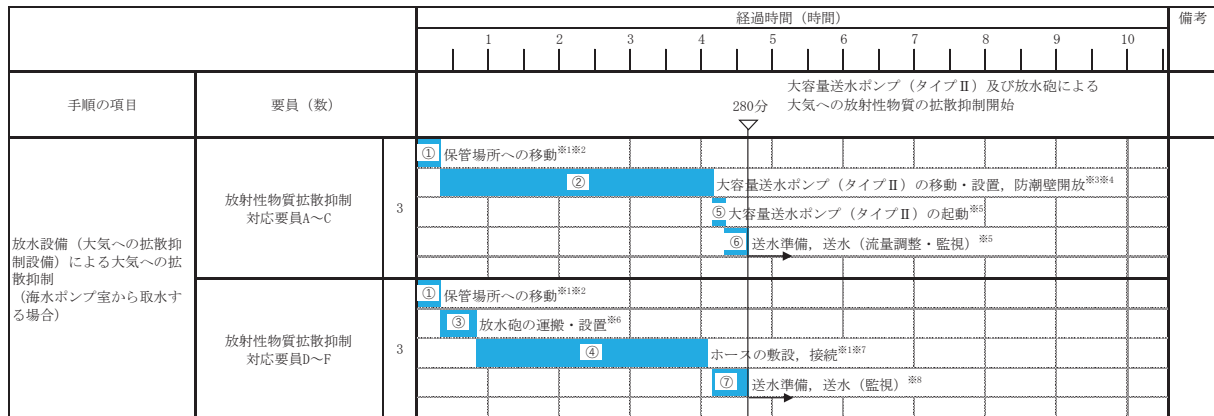 経過時間（時間）
備考
1 2 3 4 5 6 7 8 9 10
手順の項目
要員（数）
大容量送水ポンプ（タイプⅡ）及び放水砲による
大気への放射性物質の拡散抑制開始
280分
放水設備（大気への拡散抑
制設備）による大気への拡
散抑制
（海水ポンプ室から取水す
る場合）
放射性物質拡散抑制
対応要員A～C
3
① 保管場所への移動※1※2
②
大容量送水ポンプ（タイプⅡ）の移動・設置，防潮壁開放※3※4
⑤ 大容量送水ポンプ（タイプⅡ）の起動※5
⑥ 送水準備，送水（流量調整・監視）※5
放射性物質拡散抑制
対応要員D～F
3
① 保管場所への移動※1※2
③ 放水砲の運搬・設置※6
④ ホースの敷設，接続※1※7
⑦ 送水準備，送水（監視）※8